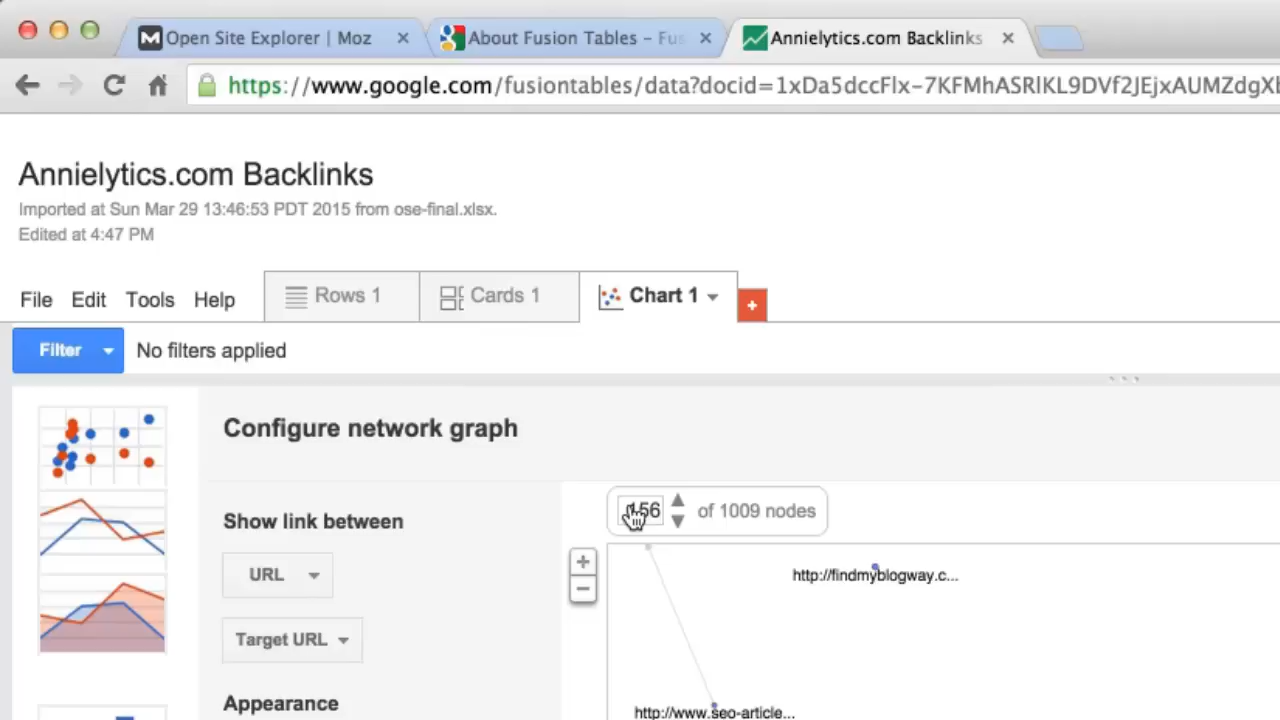 Open Site Explorer | Moz
About Fusion Tables - Fus
Annielytics.com Backlinks
https://www.google.com/fusiontables/data?docid=1xDa5dccFlx-7KFMhASRlKL9DVf2JEjxAUMZdgXb
Annielytics.com Backlinks
Imported at Sun Mar 29 13:46:53 PDT 2015 from ose-final.xlsx.
Edited at 4:47 PM
File Edit Tools Help Rows 1 Cards 1 Chart 1 +
Filter No filters applied
Configure network graph
Show link between
156 of 1009 nodes
URL
+
−
http://findmyblogway.c...
Target URL
Appearance
http://www.seo-article...